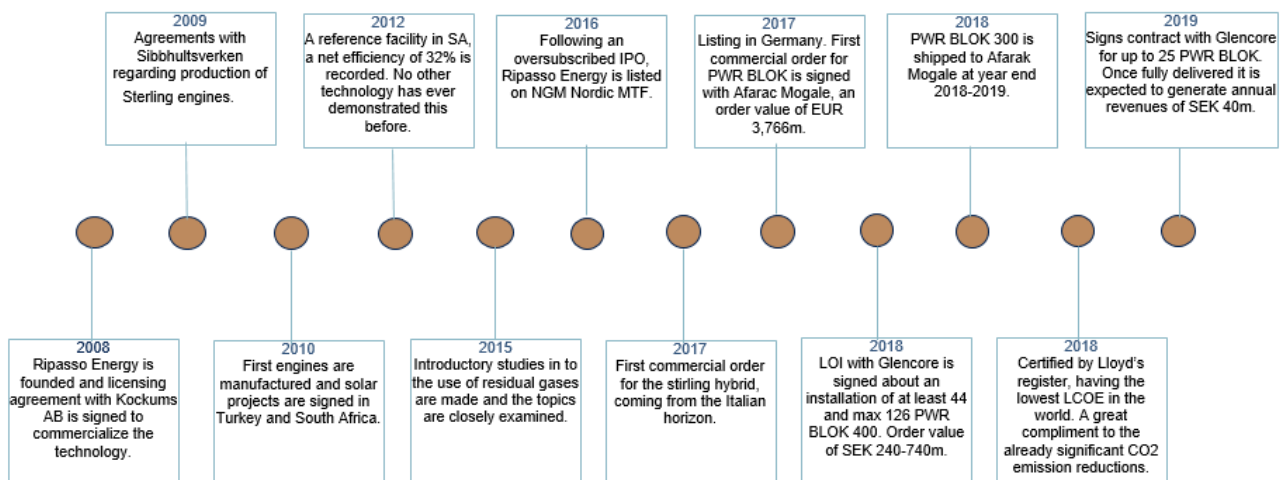 2009
Agreements with
Sibbhultsverken
regarding production of
Sterling engines.
2012
A reference facility in SA,
a net efficiency of 32% is
recorded. No other
technology has ever
demonstrated this
before.
2016
Following an
oversubscribed IPO,
Ripasso Energy is listed
on NGM Nordic MTF.
2017
Listing in Germany. First
commercial order for
PWR BLOK is signed
with Afarac Mogale, an
order value of EUR
3,766m.
2018
PWR BLOK 300 is
shipped to Afarak
Mogale at year end
2018-2019.
2019
Signs contract with Glencore
for up to 25 PWR BLOK.
Once fully delivered it is
expected to generate annual
revenues of SEK 40m.
2008
Ripasso Energy is
founded and licensing
agreement with Kockums
AB is signed to
commercialize the
technology.
2010
First engines are
manufactured and solar
projects are signed in
Turkey and South Africa.
2015
Introductory studies in to
the use of residual gases
are made and the topics
are closely examined.
2017
First commercial order
for the stirling hybrid,
coming from the Italian
horizon.
2018
LOI with Glencore is
signed about an
installation of at least 44
and max 126 PWR
BLOK 400. Order value
of SEK 240-740m.
2018
Certified by Lloyd's
register, having the
lowest LCOE in the
world. A great
compliment to the
already significant CO2
emission reductions.